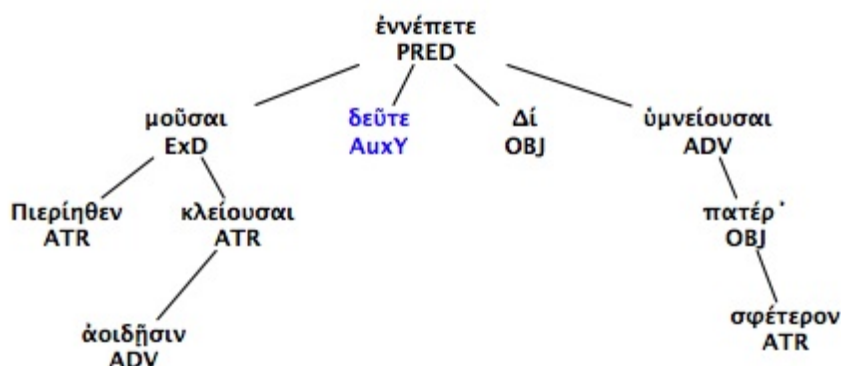 ἐννέπετε
PRED
μοῦσαι
ExD
δεῦτε
AuxY
Δί
OBJ
ὑμνείουσαι
ADV
Πιερίηθεν
ATR
κλείουσαι
ATR
πατέρ᾽
OBJ
ἀοιδῇσιν
ADV
σφέτερον
ATR